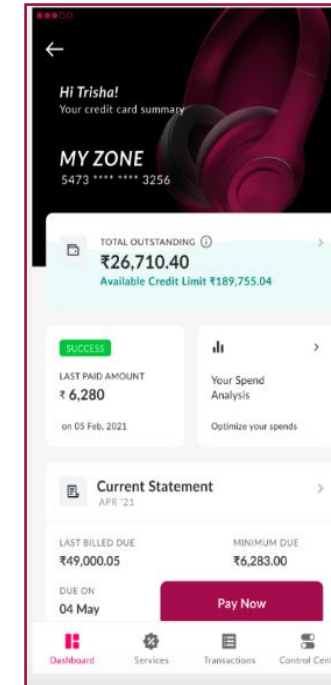 Hi Trisha!
Your credit card summary
MY ZONE
5473 **** **** 3256
TOTAL OUTSTANDING
₹26,710.40
Available Credit Limit ₹189,755.04
SUCCESS
LAST PAID AMOUNT
₹ 6,280
on 05 Feb, 2021
Your Spend
Analysis
Optimize your spends
Current Statement
APR '21
LAST BILLED DUE
₹49,000.05
MINIMUM DUE
₹6,283.00
DUE ON
04 May
Pay Now
Dashboard Services Transactions Control Cent